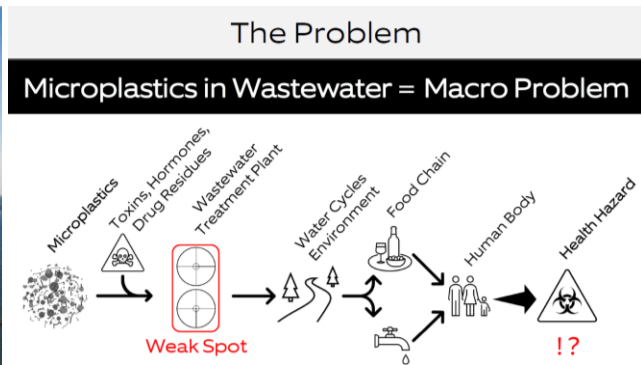 The Problem
Microplastics in Wastewater = Macro Problem
Microplastics
Toxins, Hormones,
Drug Residues
Wastewater
Treatment Plant
Water Cycles
Environment
Food Chain
Human Body
Health Hazard
Weak Spot
!?